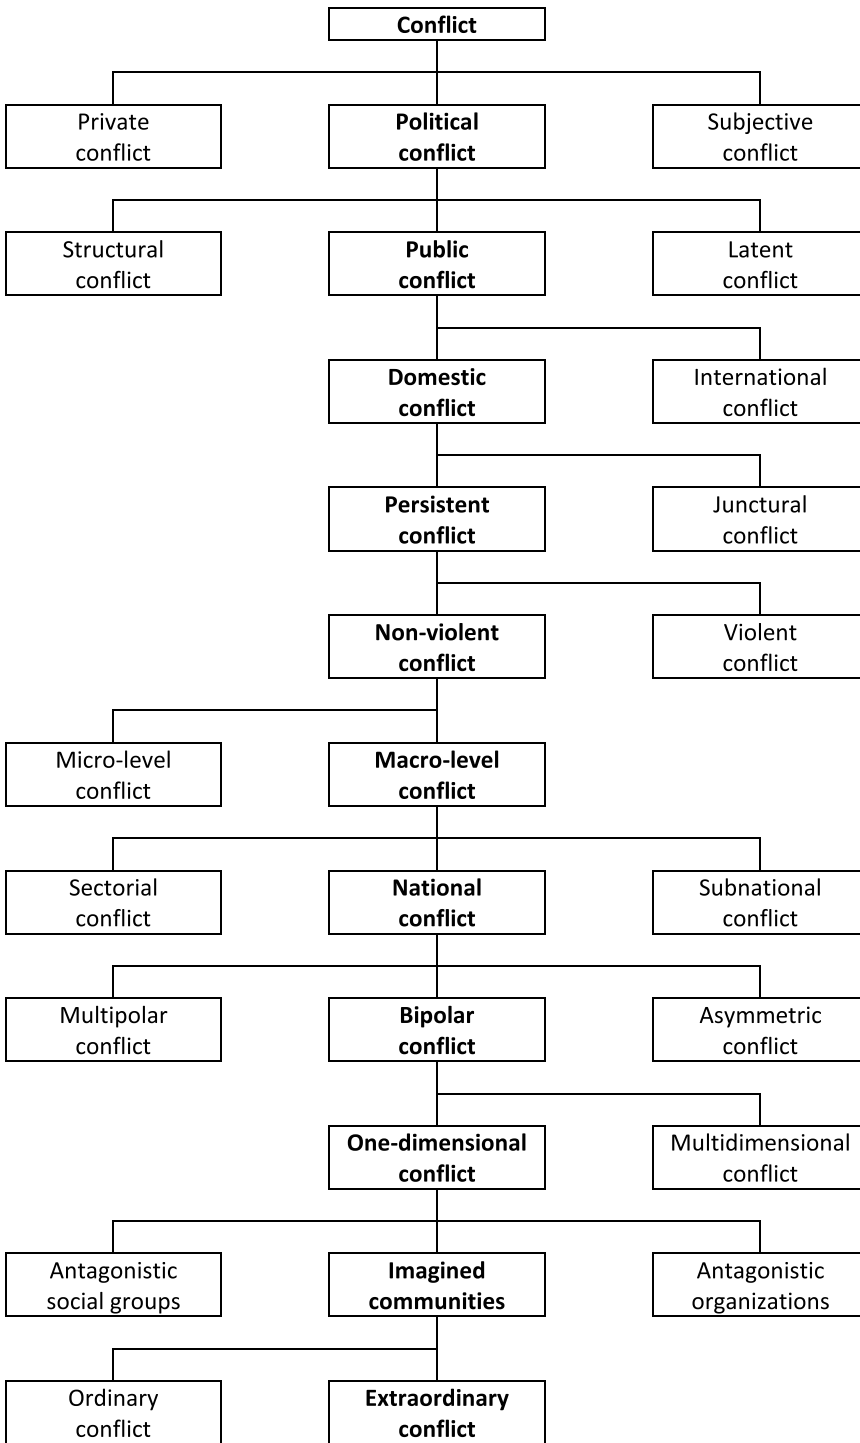 Conflict
Private
conflict
Political
conflict
Subjective
conflict
Structural
conflict
Public
conflict
Latent
conflict
Domestic
conflict
International
conflict
Persistent
conflict
Junctural
conflict
Non-violent
conflict
Violent
conflict
Micro-level
conflict
Macro-level
conflict
Sectorial
conflict
National
conflict
Subnational
conflict
Multipolar
conflict
Bipolar
conflict
Asymmetric
conflict
One-dimensional
conflict
Multidimensional
conflict
Antagonistic
social groups
Imagined
communities
Antagonistic
organizations
Ordinary
conflict
Extraordinary
conflict